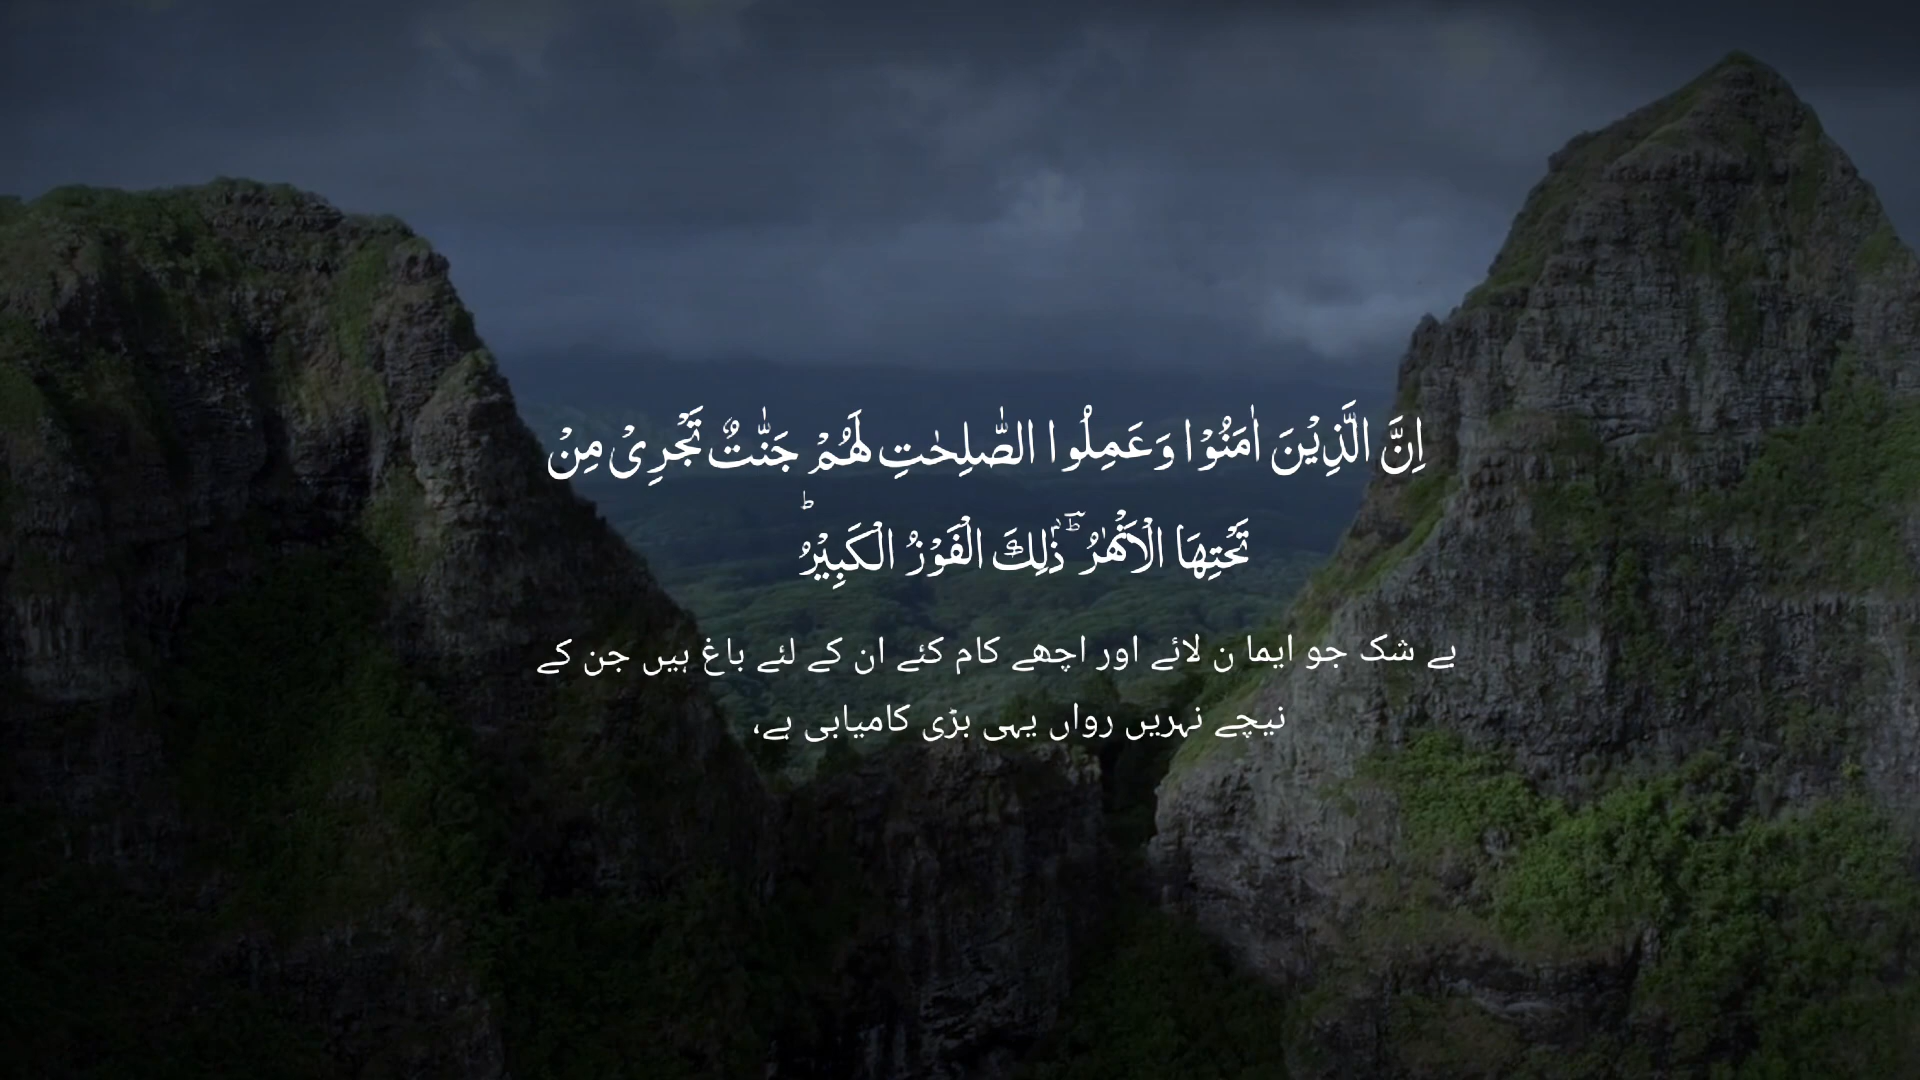 اِنَّ الَّذِيْنَ اٰمَنُوْا وَعَمِلُوا الصّٰلِحٰتِ لَهُمْ جَنّٰتٌ تَجْرِىْ مِنْ
تَحْتِهَا الْاَنْهٰرُ ؕ ؔ ذٰلِكَ الْفَوْزُ الْكَبِيْرُ ؕ
بے شک جو ایما ن لائے اور اچھے کام کئے ان کے لئے باغ ہیں جن کے
نیچے نہریں رواں یہی بڑی کامیابی ہے،